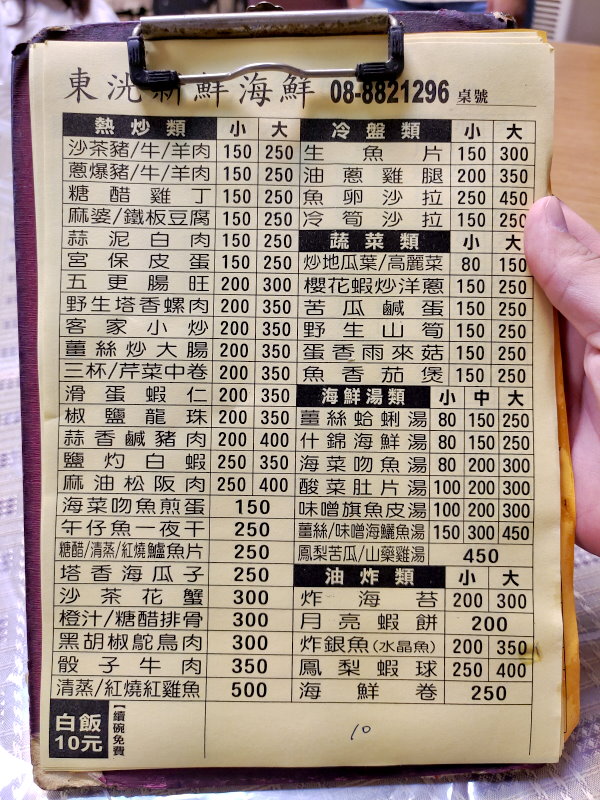 東洸新鮮海鮮 08-8821296 桌號
熱炒類 小 大
沙茶豬/牛/羊肉 150 250
蔥爆豬/牛/羊肉 150 250
糖醋雞丁 150 250
麻婆/鐵板豆腐 150 250
蒜泥白肉 150 250
宮保皮蛋 150 250
五更腸旺 200 300
野生塔香螺肉 200 350
客家小炒 200 350
薑絲炒大腸 200 350
三杯/芹菜中卷 200 350
滑蛋蝦仁 200 350
椒鹽龍珠 200 350
蒜香鹹豬肉 200 400
鹽灼白蝦 250 350
麻油松阪肉 250 400
海菜吻魚煎蛋 150
午仔魚一夜干 250
糖醋/清蒸/紅燒鱸魚片 250
塔香海瓜子 250
沙茶花蟹 300
橙汁/糖醋排骨 300
黑胡椒鴕鳥肉 300
骰子牛肉 350
清蒸/紅燒紅雞魚 500
白飯
10元
【續碗免費】
冷盤類 小 大
生魚片 150 300
油蔥雞腿 200 350
魚卵沙拉 250 450
冷筍沙拉 150 250
蔬菜類 小 大
炒地瓜葉/高麗菜 80 150
櫻花蝦炒洋蔥 150 250
苦瓜鹹蛋 150 250
野生山筍 150 250
蛋香雨來菇 150 250
魚香茄煲 150 250
海鮮湯類 小 中 大
薑絲蛤蜊湯 80 150 250
什錦海鮮湯 80 150 250
海菜吻魚湯 80 200 300
酸菜肚片湯 100 200 300
味噌旗魚皮湯 100 200 300
薑絲/味噌海鱺魚湯 150 300 450
鳳梨苦瓜/山藥雞湯 450
油炸類 小 大
炸海苔 200 300
月亮蝦餅 200
炸銀魚(水晶魚) 200 350
鳳梨蝦球 250 400
海鮮卷 250
10